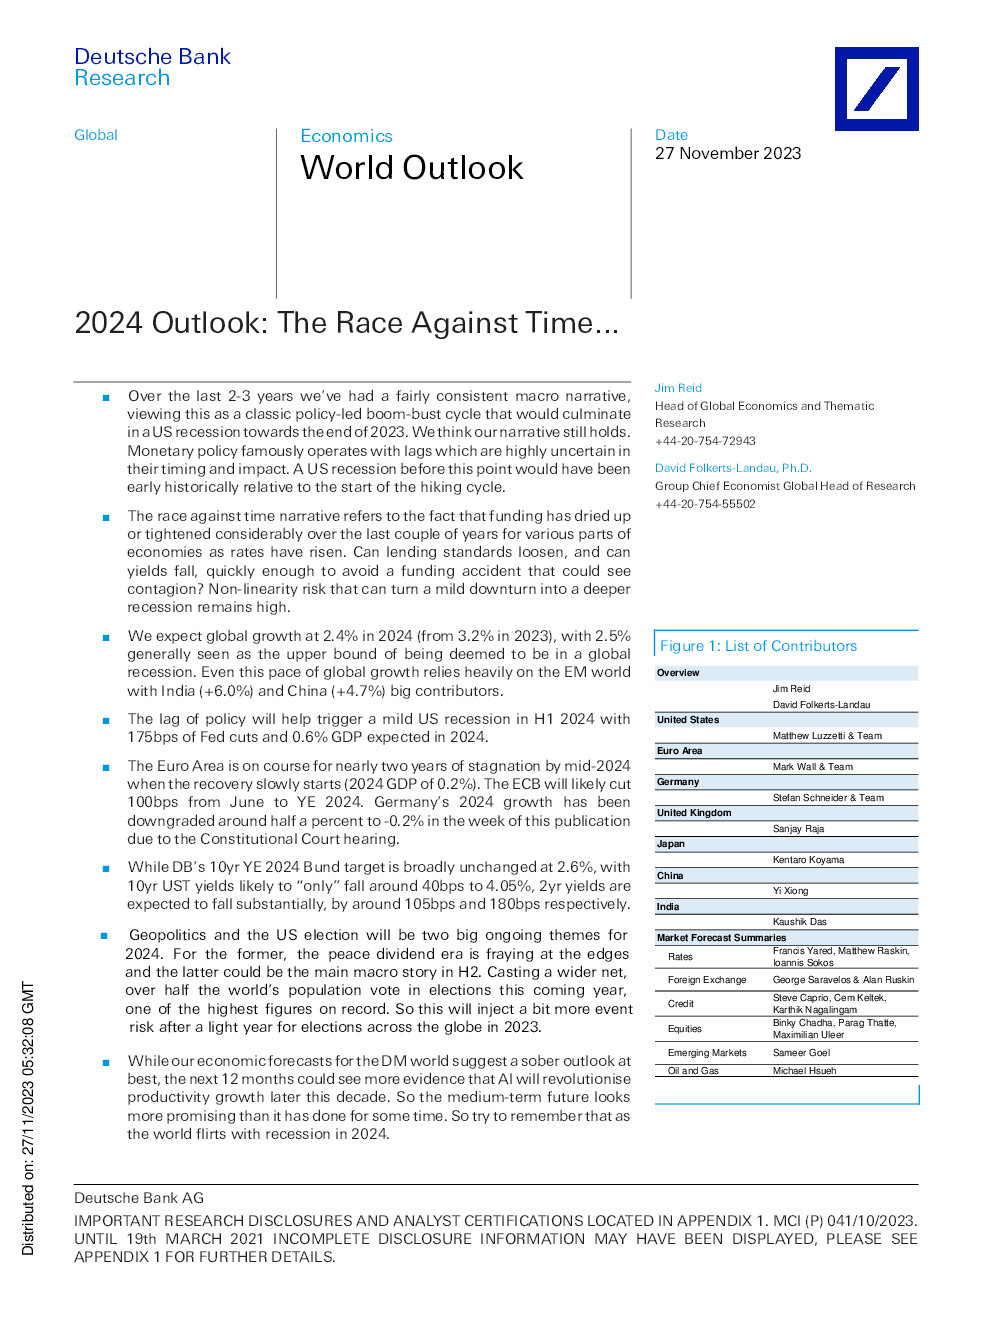 Deutsche Bank
Research
Global
Economics
World Outlook
Date
27 November 2023
2024 Outlook: The Race Against Time...
Over the last 2-3 years we've had a fairly consistent macro narrative,
viewing this as a classic policy-led boom-bust cycle that would culminate
in a US recession towards the end of 2023. We think our narrative still holds.
Monetary policy famously operates with lags which are highly uncertain in
their timing and impact. A US recession before this point would have been
early historically relative to the start of the hiking cycle.
The race against time narrative refers to the fact that funding has dried up
or tightened considerably over the last couple of years for various parts of
economies as rates have risen. Can lending standards loosen, and can
yields fall, quickly enough to avoid a funding accident that could see
contagion? Non-linearity risk that can turn a mild downturn into a deeper
recession remains high.
We expect global growth at 2.4% in 2024 (from 3.2% in 2023), with 2.5%
generally seen as the upper bound of being deemed to be in a global
recession. Even this pace of global growth relies heavily on the EM world
with India (+6.0%) and China (+4.7%) big contributors.
The lag of policy will help trigger a mild US recession in H1 2024 with
175bps of Fed cuts and 0.6% GDP expected in 2024.
The Euro Area is on course for nearly two years of stagnation by mid-2024
when the recovery slowly starts (2024 GDP of 0.2%). The ECB will likely cut
100bps from June to YE 2024. Germany's 2024 growth has been
downgraded around half a percent to -0.2% in the week of this publication
due to the Constitutional Court hearing.
While DB's 10yr YE 2024 Bund target is broadly unchanged at 2.6%, with
10yr UST yields likely to "only" fall around 40bps to 4.05%, 2yr yields are
expected to fall substantially, by around 105bps and 180bps respectively.
Geopolitics and the US election will be two big ongoing themes for
2024. For the former, the peace dividend era is fraying at the edges
and the latter could be the main macro story in H2. Casting a wider net,
over half the world's population vote in elections this coming year,
one of the highest figures on record. So this will inject a bit more event
risk after a light year for elections across the globe in 2023.
While our economic forecasts for the DM world suggest a sober outlook at
best, the next 12 months could see more evidence that AI will revolutionise
productivity growth later this decade. So the medium-term future looks
more promising than it has done for some time. So try to remember that as
the world flirts with recession in 2024.
Jim Reid
Head of Global Economics and Thematic
Research
+44-20-754-72943
David Folkerts-Landau, Ph.D.
Group Chief Economist Global Head of Research
+44-20-754-55502
Figure 1: List of Contributors
Overview
Jim Reid
David Folkerts-Landau
United States
Matthew Luzzetti & Team
Euro Area
Mark Wall & Team
Germany
Stefan Schneider & Team
United Kingdom
Sanjay Raja
Japan
Kentaro Koyama
China
Yi Xiong
India
Kaushik Das
Market Forecast Summaries
Rates Francis Yared, Matthew Raskin,
Ioannis Sokos
Foreign Exchange George Saravelos & Alan Ruskin
Credit Steve Caprio, Cem Keltek,
Karthik Nagalingam
Equities Binky Chadha, Parag Thatte,
Maximilian Uleer
Emerging Markets Sameer Goel
Oil and Gas Michael Hsueh
Deutsche Bank AG
IMPORTANT RESEARCH DISCLOSURES AND ANALYST CERTIFICATIONS LOCATED IN APPENDIX 1. MCI (P) 041/10/2023.
UNTIL 19th MARCH 2021 INCOMPLETE DISCLOSURE INFORMATION MAY HAVE BEEN DISPLAYED, PLEASE SEE
APPENDIX 1 FOR FURTHER DETAILS.
Distributed on: 27/11/2023 05:32:08 GMT